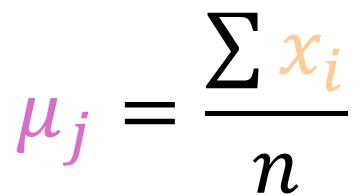 μⱼ = ∑ xᵢ / n